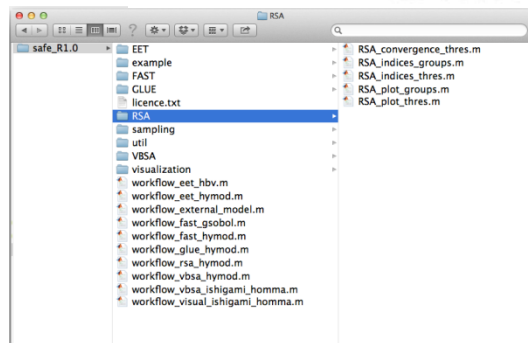 RSA
safe_R1.0
EET
example
FAST
GLUE
licence.txt
RSA
sampling
util
VBSA
visualization
workflow_eet_hbv.m
workflow_eet_hymod.m
workflow_external_model.m
workflow_fast_gsobol.m
workflow_fast_hymod.m
workflow_glue_hymod.m
workflow_rsa_hymod.m
workflow_vbsa_hymod.m
workflow_vbsa_ishigami_homma.m
workflow_visual_ishigami_homma.m
RSA_convergence_thres.m
RSA_indices_groups.m
RSA_indices_thres.m
RSA_plot_groups.m
RSA_plot_thres.m